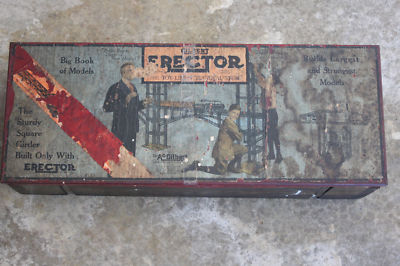 GILBERT
ERECTOR
Big Book
of Models
Builds Largest
and Strongest
Models
The
Sturdy
Square
Girder
Built Only With
ERECTOR